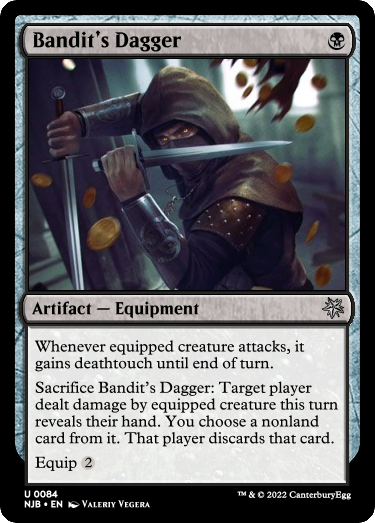 Bandit's Dagger
Artifact — Equipment
Whenever equipped creature attacks, it
gains deathtouch until end of turn.
Sacrifice Bandit's Dagger: Target player
dealt damage by equipped creature this turn
reveals their hand. You choose a nonland
card from it. That player discards that card.
Equip 2
U 0084
NJB • EN Valeriy Vegera
™ & © 2022 CanterburyEgg